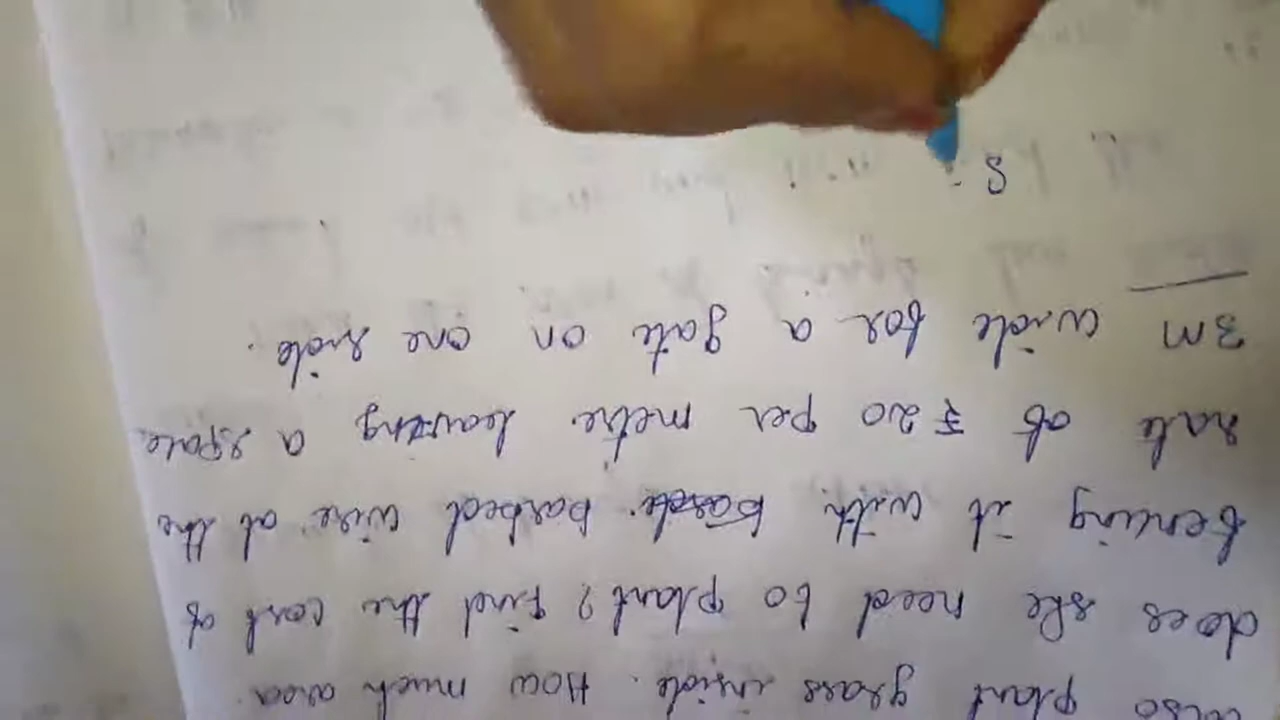 also plant grass inside. How much area
does she need to plant? Find the cost of
fencing it with barbed wire at the
rate of ₹20 per metre leaving a space
3m wide for a gate on one side.
S